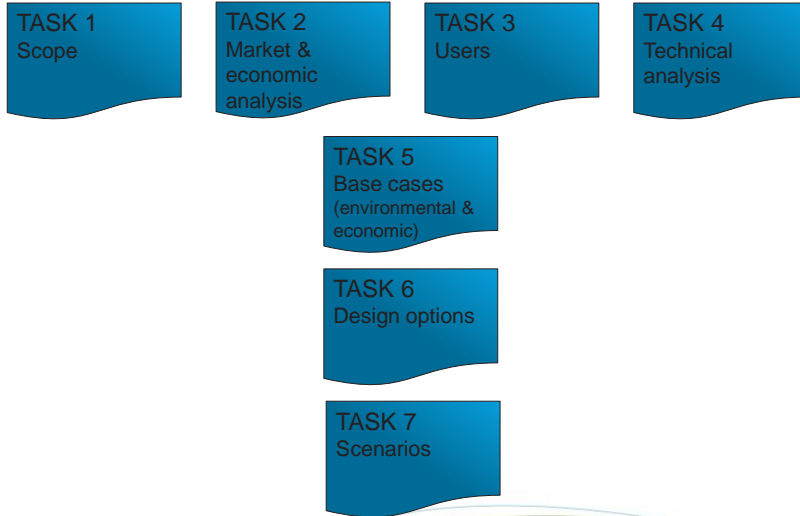 TASK 1
Scope
TASK 2
Market &
economic
analysis
TASK 3
Users
TASK 4
Technical
analysis
TASK 5
Base cases
(environmental &
economic)
TASK 6
Design options
TASK 7
Scenarios